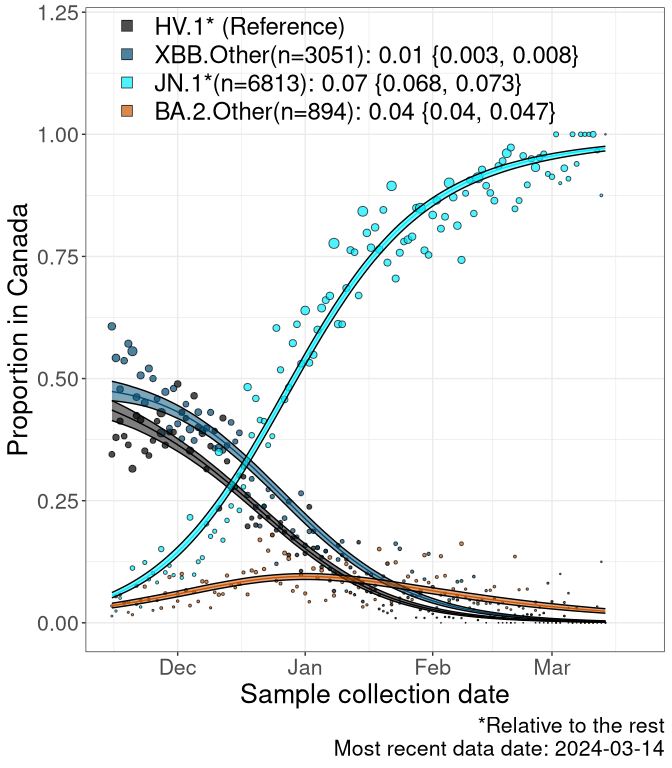 HV.1* (Reference)
XBB.Other(n=3051): 0.01 {0.003, 0.008}
JN.1*(n=6813): 0.07 {0.068, 0.073}
BA.2.Other(n=894): 0.04 {0.04, 0.047}
Proportion in Canada
1.25
1.00
0.75
0.50
0.25
0.00
Dec Jan Feb Mar
Sample collection date
*Relative to the rest
Most recent data date: 2024-03-14